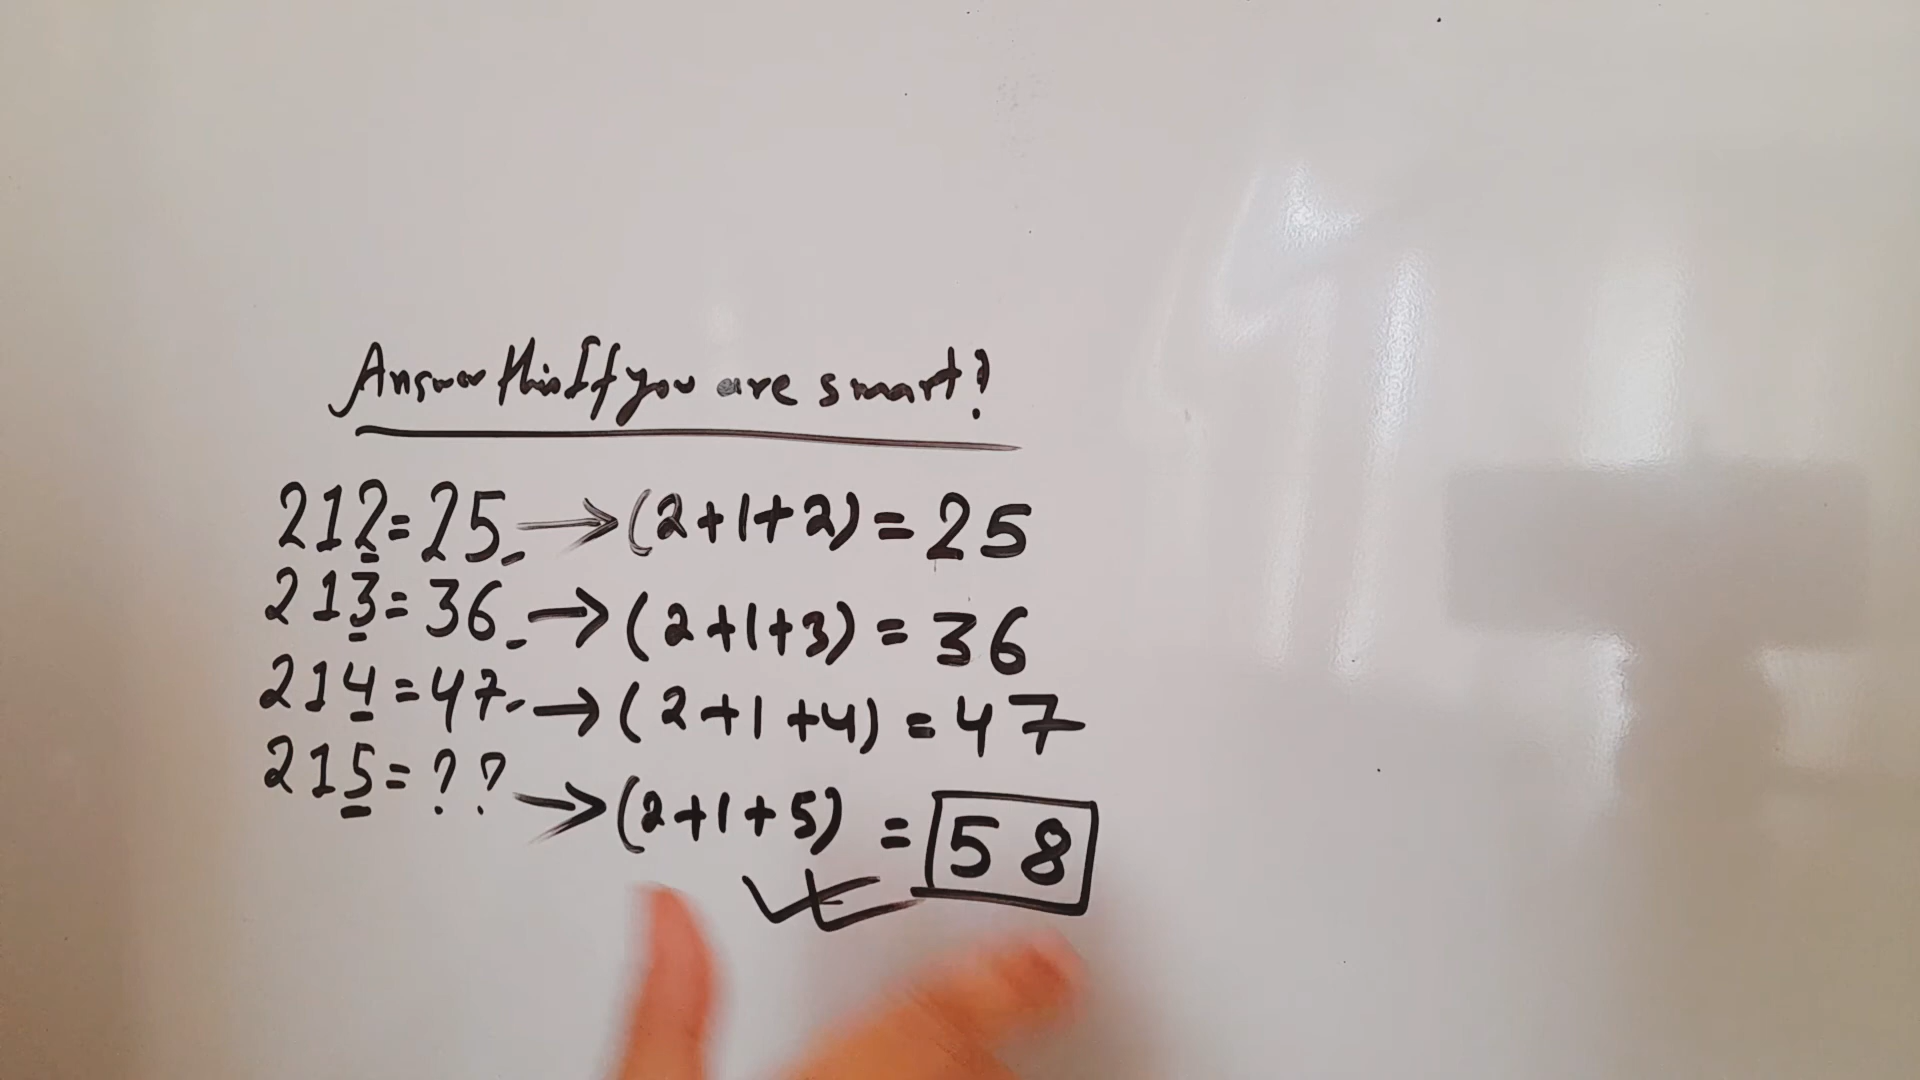 Answer this If you are smart?
212=25 → (2+1+2) = 25
213=36 → (2+1+3) = 36
214=47 → (2+1+4) = 47
215=?? → (2+1+5) = 58